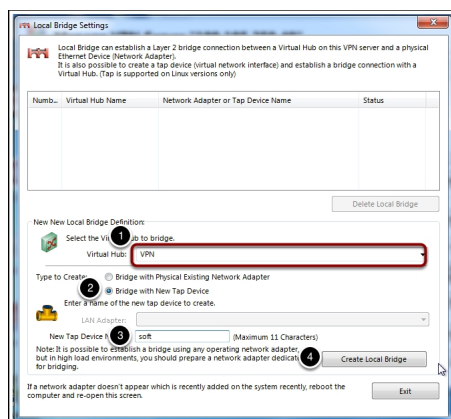 Local Bridge Settings
Local Bridge can establish a Layer 2 bridge connection between a Virtual Hub on this VPN server and a physical
Ethernet Device (Network Adapter).
It is also possible to create a tap device (virtual network interface) and establish a bridge connection with a
Virtual Hub. (Tap is supported on Linux versions only)
Numb... Virtual Hub Name Network Adapter or Tap Device Name Status
Delete Local Bridge
New New Local Bridge Definition:
1
Select the Vi ub to bridge.
Virtual Hub: VPN
Type to Create: Bridge with Physical Existing Network Adapter
2 Bridge with New Tap Device
Enter a name of the new tap device to create.
LAN Adapter:
New Tap Device N 3 soft (Maximum 11 Characters)
Note: It is possible to establish a bridge using any operating network adapter,
but in high load environments, you should prepare a network adapter dedicat
for bridging.
4 Create Local Bridge
If a network adapter doesn't appear which is recently added on the system recently, reboot the
computer and re-open this screen.
Exit